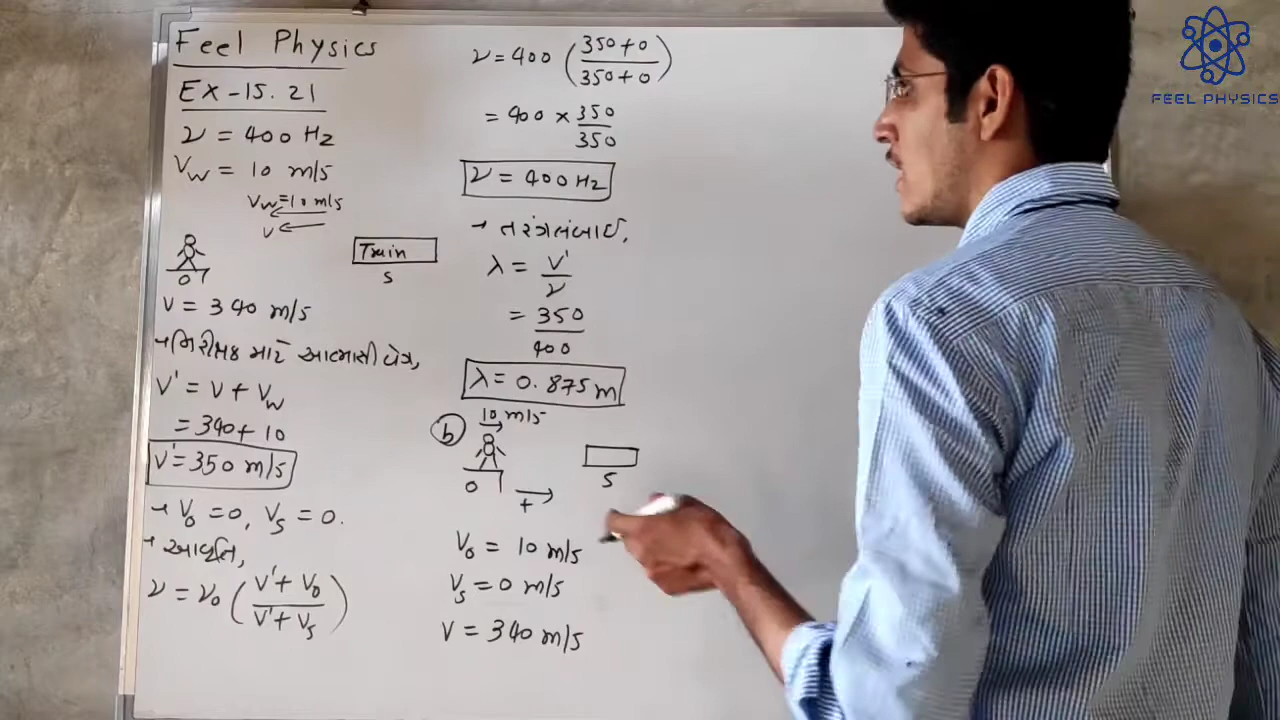 Feel Physics
EX-15.21
ν = 400 Hz
Vw = 10 m/s
Vw=10 m/s
v
Train
O
S
V = 340 m/s
નિરીક્ષક માટે આભાસી વેગ,
V' = V + Vw
= 340 + 10
V' = 350 m/s
V₀ = 0, Vs = 0.
આવૃત્તિ,
ν = ν₀ (V' + V₀ / V' + Vs)
ν = 400 (350+0 / 350+0)
= 400 × 350 / 350
ν = 400 Hz
તરંગલંબાઈ,
λ = V' / ν
= 350 / 400
λ = 0.875 m
b
10 m/s
O
S
+
V₀ = 10 m/s
Vs = 0 m/s
V = 340 m/s
FEEL PHYSICS